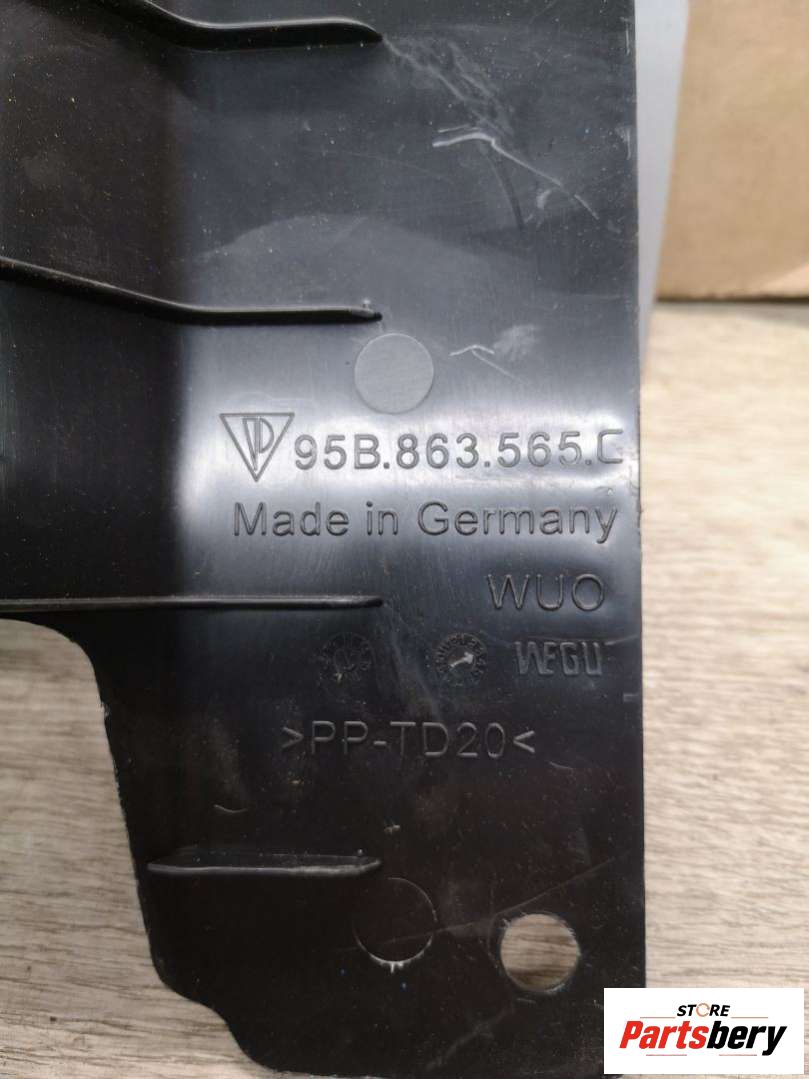 95B.863.565.C
Made in Germany
WUO
WEGU
>PP-TD20<
STORE
Partsbery